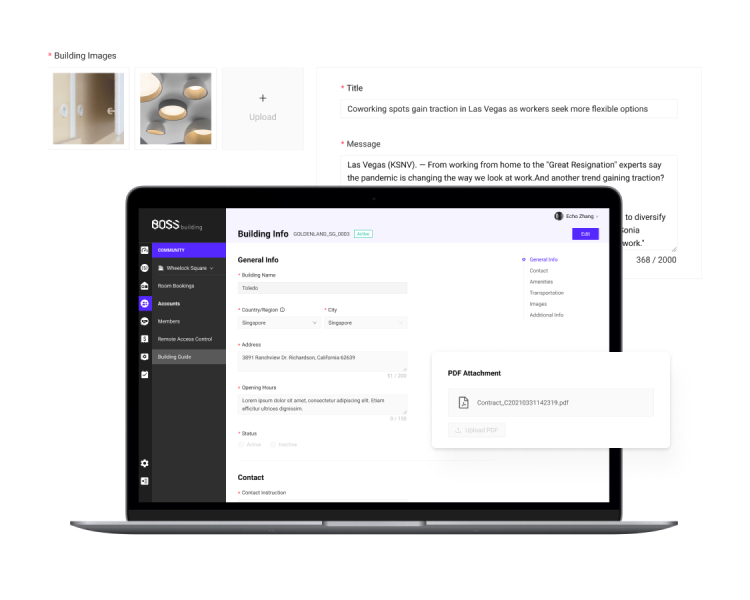 * Building Images
+
Upload
* Title
Coworking spots gain traction in Las Vegas as workers seek more flexible options
* Message
Las Vegas (KSNV). — From working from home to the "Great Resignation" experts say
the pandemic is changing the way we look at work.And another trend gaining traction?
to diversify
Sonia
work."
368 / 2000
BOSS building
COMMUNITY
Wheelock Square
Room Bookings
Accounts
Members
Remote Access Control
Building Guide
Echo Zhang
Building Info GOLDENLAND_SG_0003 Active
Edit
General Info
* Building Name
Toledo
* Country/Region
* City
Singapore
Singapore
* Address
3891 Ranchview Dr. Richardson, California 62639
51 / 200
* Opening Hours
Lorem ipsum dolor sit amet, consectetur adipiscing elit. Etiam
efficitur ultrices dignissim.
0 / 150
* Status
Active
Inactive
Contact
* Contact Instruction
General Info
Contact
Amenities
Transportation
Images
Additional Info
PDF Attachment
Contract_C20210331142319.pdf
Upload PDF